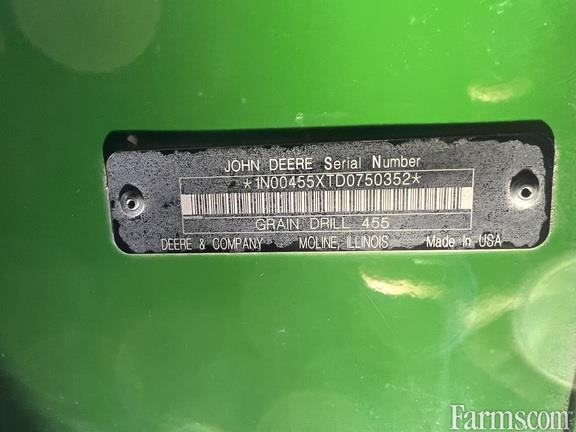 JOHN DEERE Serial Number
*1N00455XTD0750352*
GRAIN DRILL 455
DEERE & COMPANY MOLINE, ILLINOIS Made In USA
Farms.com